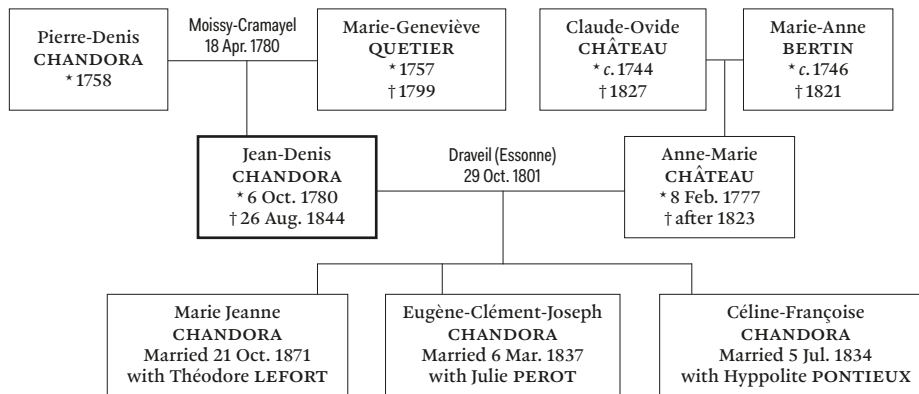 Pierre-Denis
CHANDORA
* 1758
Moissy-Cramayel
18 Apr. 1780
Marie-Geneviève
QUETIER
* 1757
† 1799
Claude-Ovide
CHÂTEAU
* c. 1744
† 1827
Marie-Anne
BERTIN
* c. 1746
† 1821
Jean-Denis
CHANDORA
* 6 Oct. 1780
† 26 Aug. 1844
Draveil (Essonne)
29 Oct. 1801
Anne-Marie
CHÂTEAU
* 8 Feb. 1777
† after 1823
Marie Jeanne
CHANDORA
Married 21 Oct. 1871
with Théodore LEFORT
Eugène-Clément-Joseph
CHANDORA
Married 6 Mar. 1837
with Julie PEROT
Céline-Françoise
CHANDORA
Married 5 Jul. 1834
with Hyppolite PONTIEUX